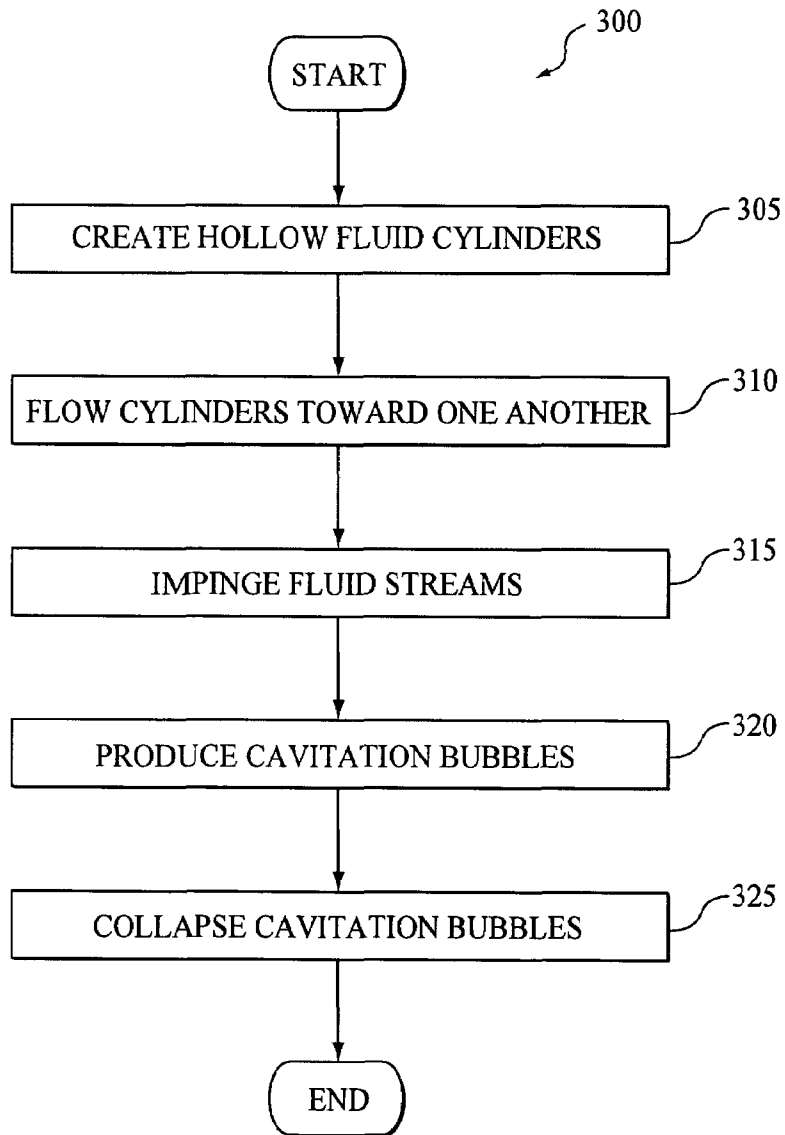 300
START
305
CREATE HOLLOW FLUID CYLINDERS
310
FLOW CYLINDERS TOWARD ONE ANOTHER
315
IMPINGE FLUID STREAMS
320
PRODUCE CAVITATION BUBBLES
325
COLLAPSE CAVITATION BUBBLES
END